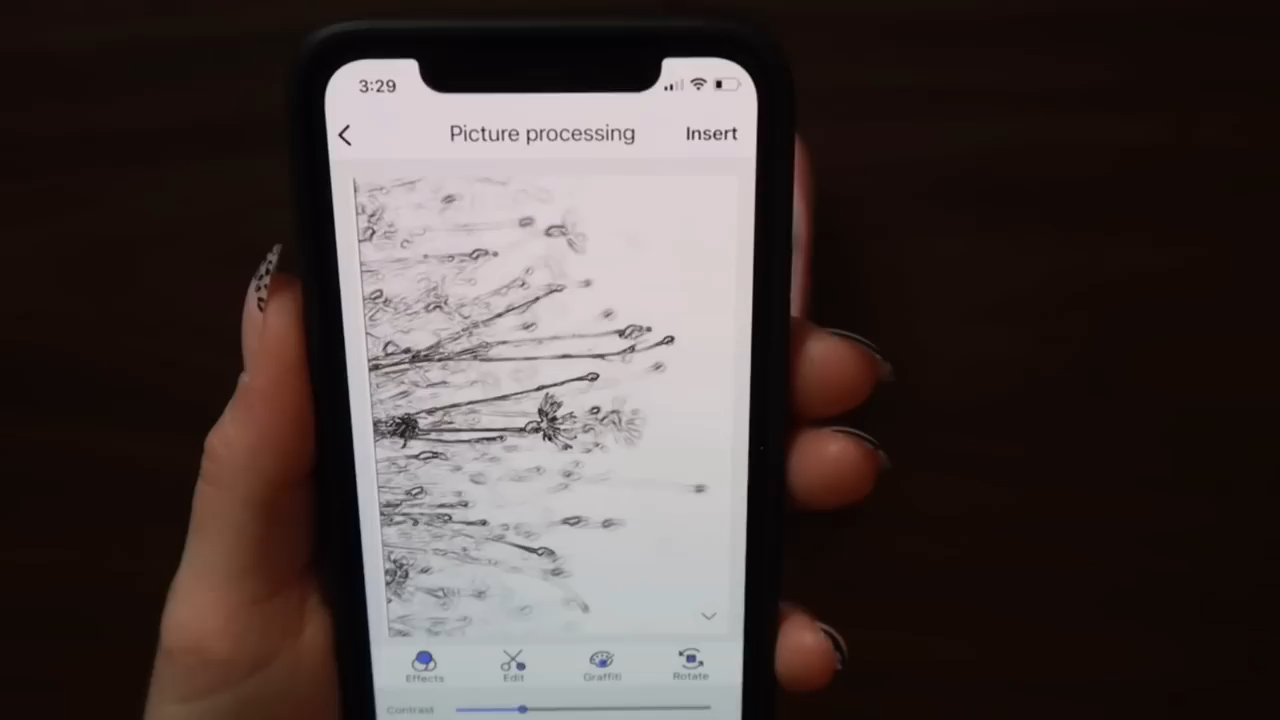 3:29
Picture processing Insert
Effects Edit Graffiti Rotate
Contrast